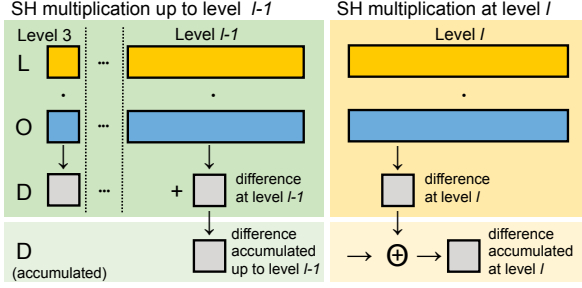 SH multiplication up to level l-1
SH multiplication at level l
Level 3
Level l-1
Level l
L
...
·
·
·
O
...
D
...
+
difference
at level l-1
difference
at level l
D
(accumulated)
difference
accumulated
up to level l-1
+
difference
accumulated
at level l